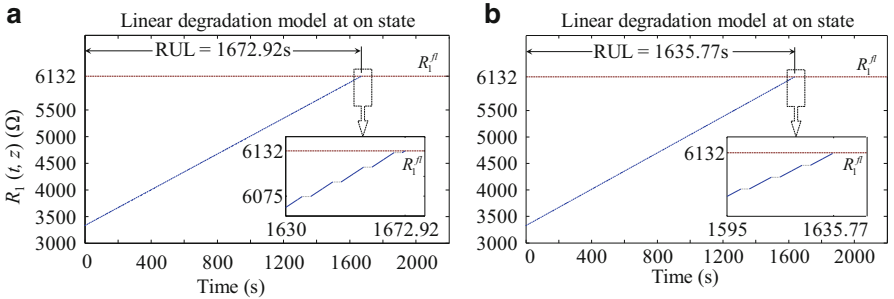 a
Linear degradation model at on state
RUL = 1672.92s
R₁ᶠˡ
6132
5500
5000
4500
4000
3500
3000
R₁ (t, z) (Ω)
6132
R₁ᶠˡ
6075
1630 1672.92
0 400 800 1200 1600 2000
Time (s)
b
Linear degradation model at on state
RUL = 1635.77s
R₁ᶠˡ
6132
5500
5000
4500
4000
3500
3000
6132
R₁ᶠˡ
1595 1635.77
0 400 800 1200 1600 2000
Time (s)